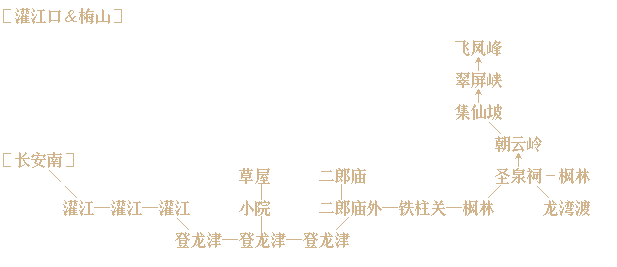 [ 灌江口＆梅山 ]
飞凤峰
翠屏峡
集仙坡
朝云岭
[ 长安南 ]
草屋 二郎庙 圣泉祠－枫林
灌江—灌江—灌江 小院 二郎庙外—铁柱关—枫林 龙湾渡
登龙津—登龙津—登龙津